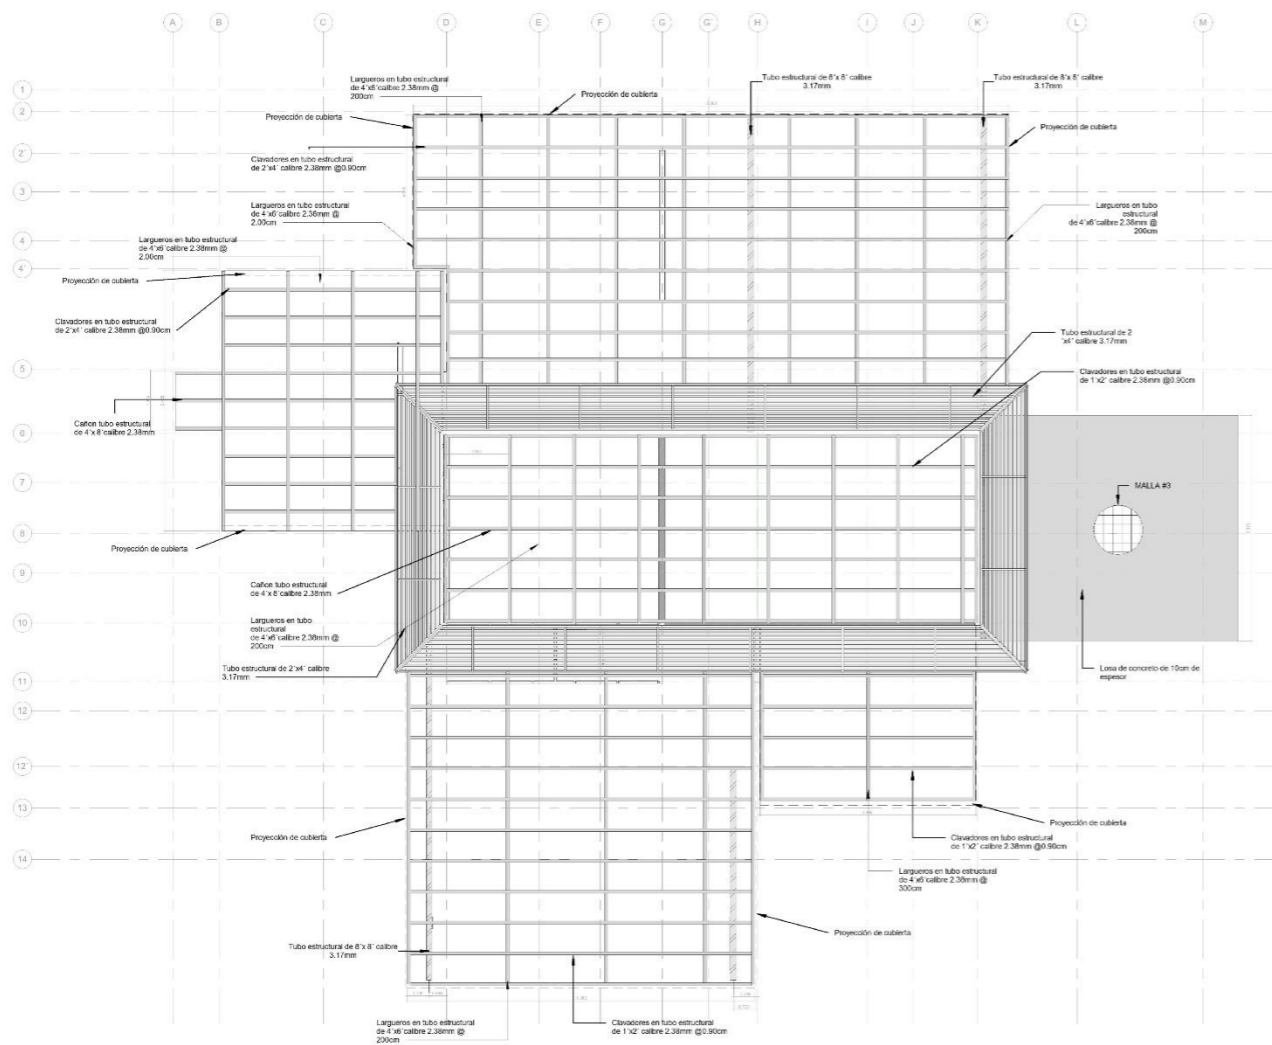 A B C D E F G G' H I J K L M
1
2
2'
3
4
4'
5
6
7
8
9
10
11
12
12
13
14
Largueros en tubo estructural
de 4"x6"calibre 2.38mm @
200cm
Proyección de cubierta
Tubo estructural de 8"x 8" calibre
3.17mm
Tubo estructural de 8"x 8" calibre
3.17mm
Proyección de cubierta
Proyección de cubierta
Clavadores en tubo estructural
de 2"x4" calibre 2.38mm @0.90cm
Largueros en tubo estructural
de 4"x6"calibre 2.38mm @
2.00cm
Largueros en tubo
estructural
de 4"x6"calibre 2.38mm @
200cm
Largueros en tubo estructural
de 4"x6"calibre 2.38mm @
2.00cm
Proyección de cubierta
Clavadores en tubo estructural
de 2"x4" calibre 2.38mm @0.90cm
Tubo estructural de 2
"x4" calibre 3.17mm
Clavadores en tubo estructural
de 1"x2" calibre 2.38mm @0.90cm
Cañon tubo estructural
de 4"x 8"calibre 2.38mm
MALLA #3
Proyección de cubierta
Cañon tubo estructural
de 4"x 8"calibre 2.38mm
Largueros en tubo
estructural
de 4"x6"calibre 2.38mm @
200cm
Tubo estructural de 2"x4" calibre
3.17mm
Losa de concreto de 10cm de
espesor
Proyección de cubierta
Proyección de cubierta
Clavadores en tubo estructural
de 1"x2" calibre 2.38mm @0.90cm
Largueros en tubo estructural
de 4"x6"calibre 2.38mm @
300cm
Proyección de cubierta
Tubo estructural de 8"x 8" calibre
3.17mm
Largueros en tubo estructural
de 4"x6"calibre 2.38mm @
200cm
Clavadores en tubo estructural
de 1"x2" calibre 2.38mm @0.90cm